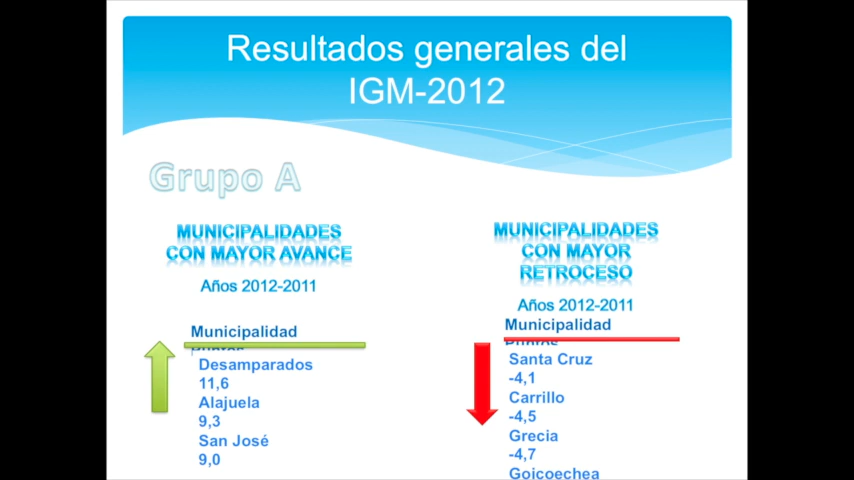 Resultados generales del
IGM-2012
Grupo A
MUNICIPALIDADES
CON MAYOR AVANCE
Años 2012-2011
Municipalidad
Puntos
Desamparados
11,6
Alajuela
9,3
San José
9,0
MUNICIPALIDADES
CON MAYOR
RETROCESO
Años 2012-2011
Municipalidad
Puntos
Santa Cruz
-4,1
Carrillo
-4,5
Grecia
-4,7
Goicoechea